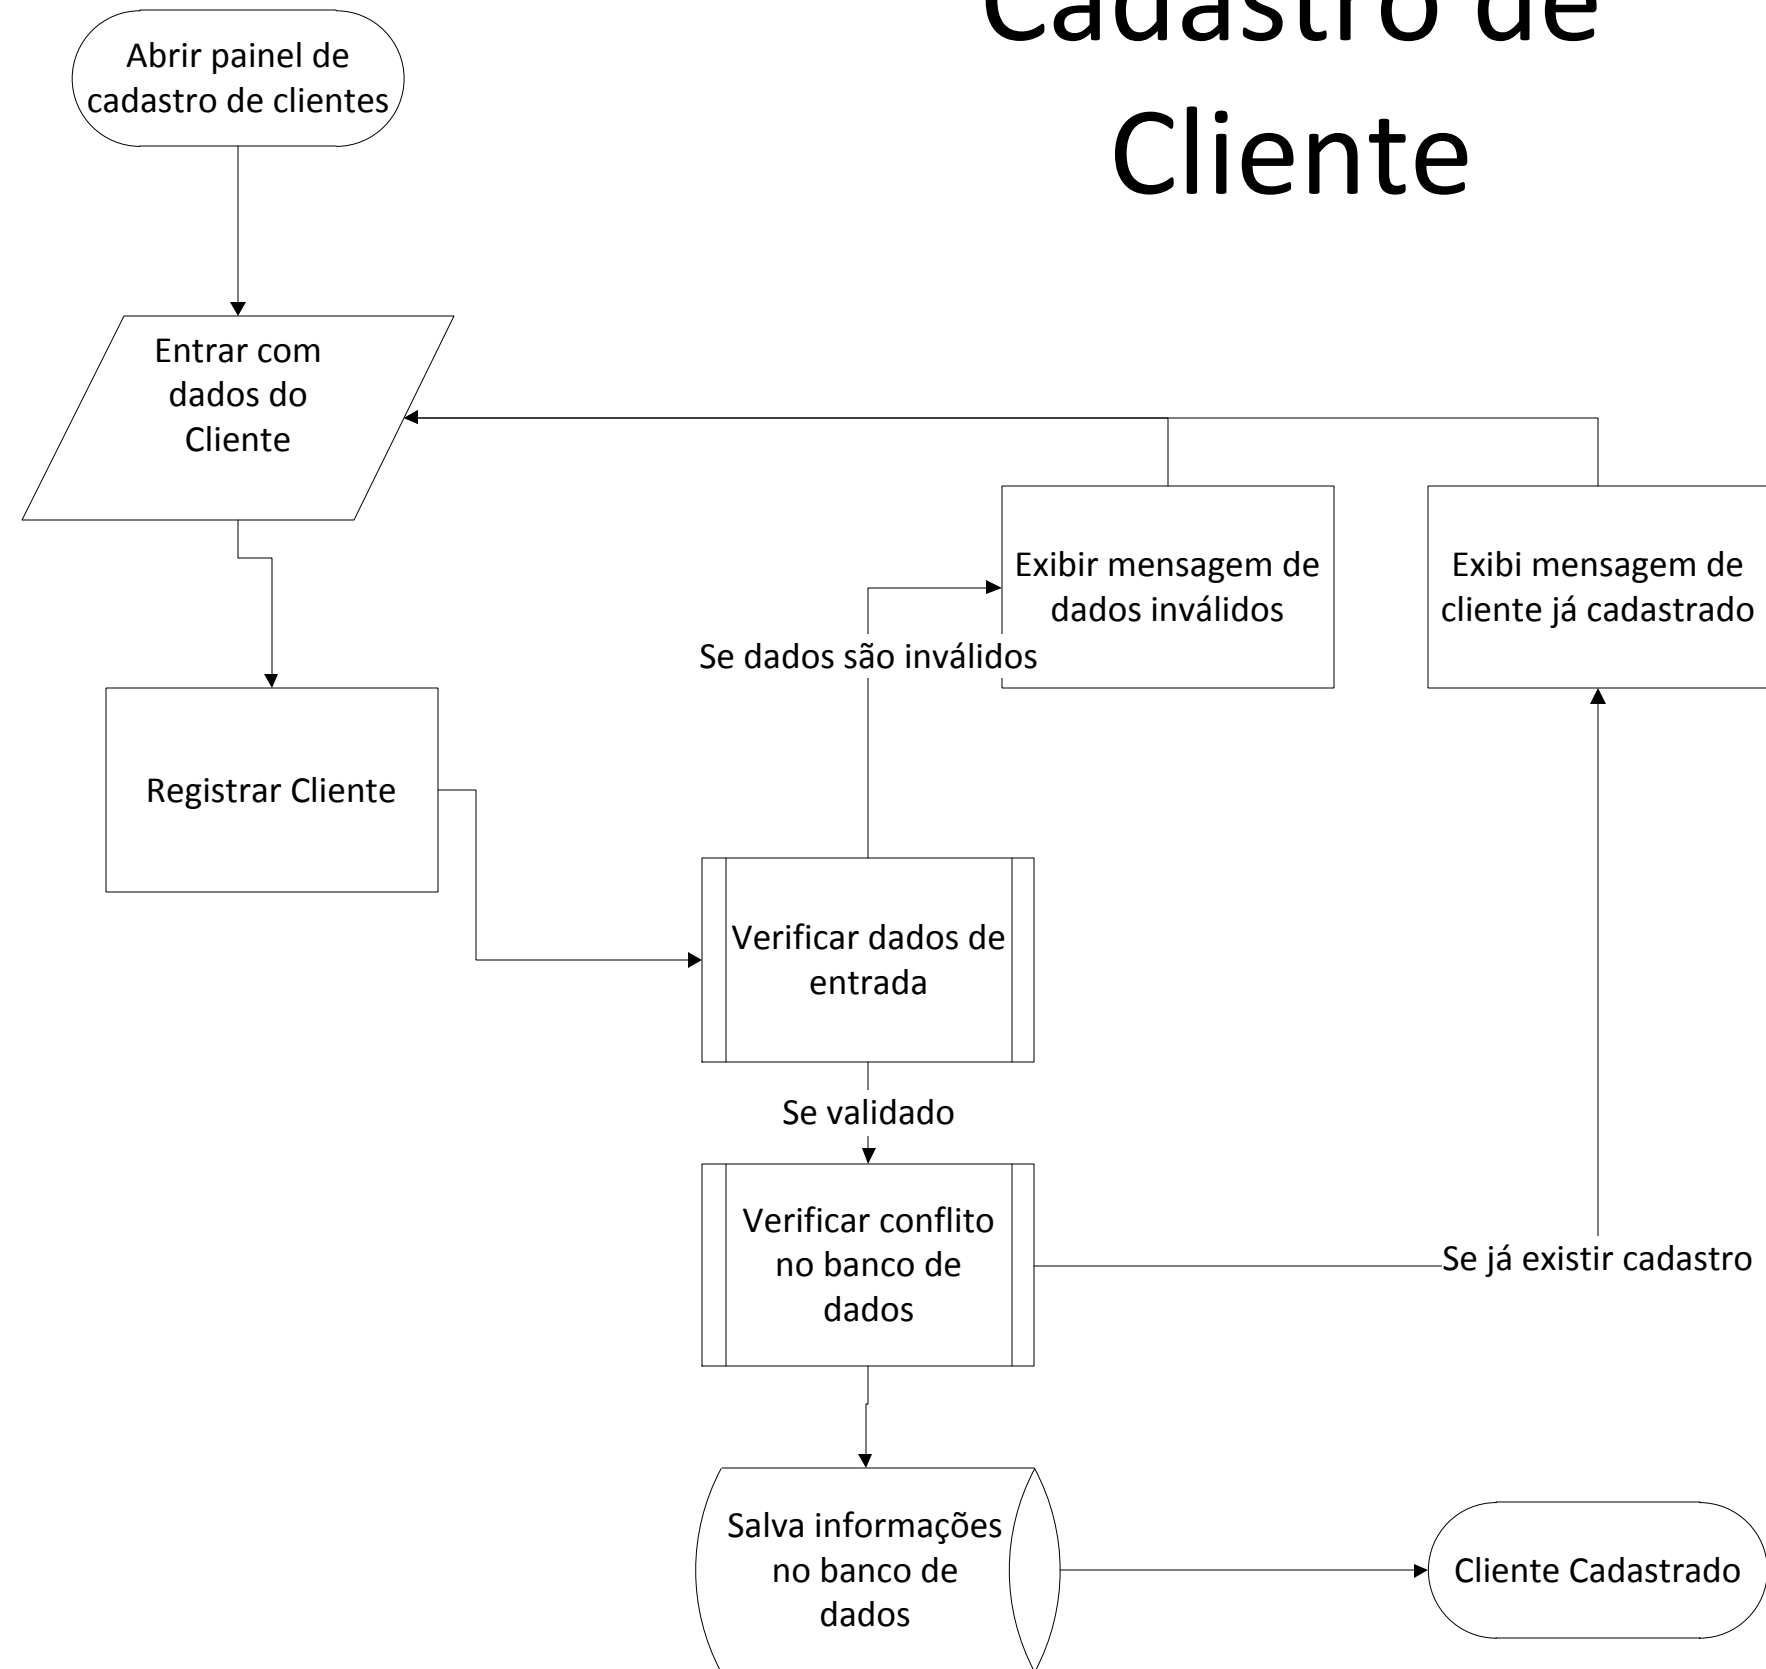 Cadastro de
Cliente
Abrir painel de
cadastro de clientes
Entrar com
dados do
Cliente
Exibir mensagem de
dados inválidos
Exibi mensagem de
cliente já cadastrado
Se dados são inválidos
Registrar Cliente
Verificar dados de
entrada
Se validado
Verificar conflito
no banco de
dados
Se já existir cadastro
Salva informações
no banco de
dados
Cliente Cadastrado